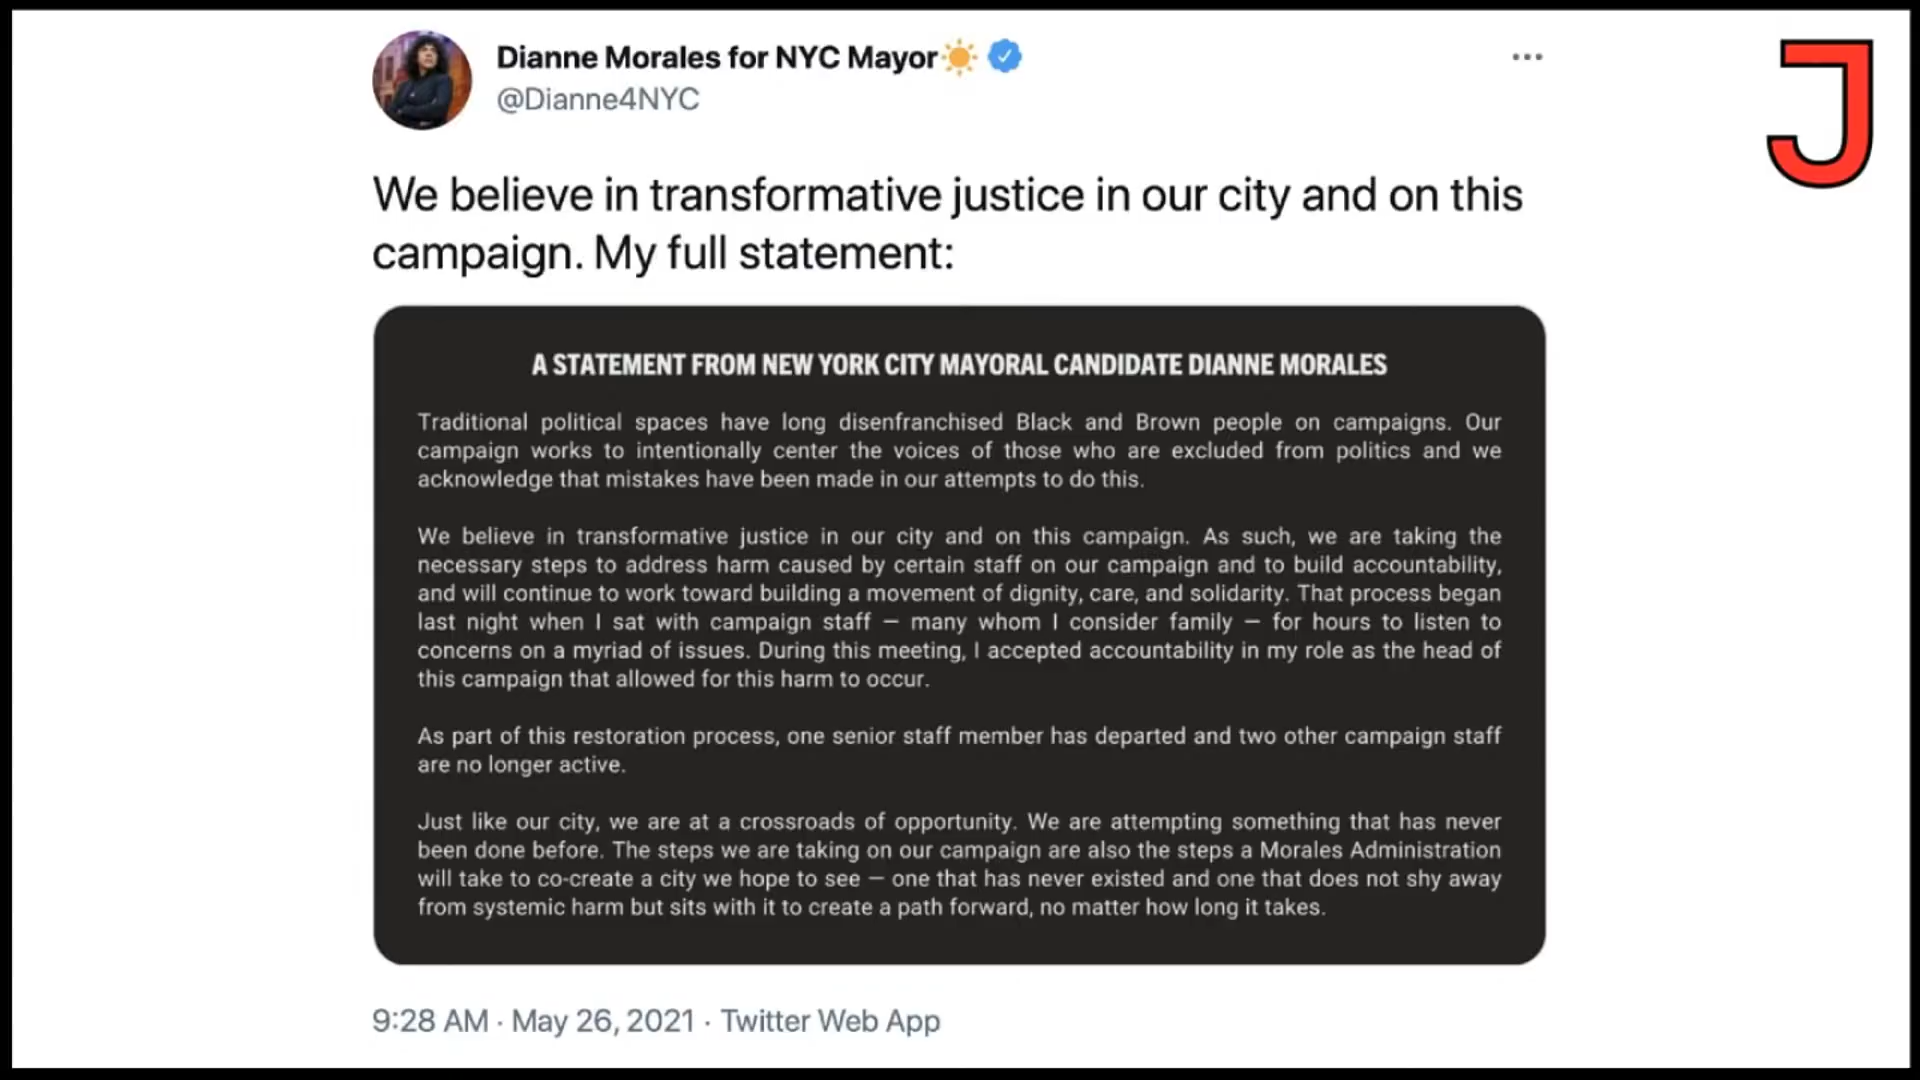 Dianne Morales for NYC Mayor
@Dianne4NYC
J
We believe in transformative justice in our city and on this
campaign. My full statement:
A STATEMENT FROM NEW YORK CITY MAYORAL CANDIDATE DIANNE MORALES
Traditional political spaces have long disenfranchised Black and Brown people on campaigns. Our
campaign works to intentionally center the voices of those who are excluded from politics and we
acknowledge that mistakes have been made in our attempts to do this.
We believe in transformative justice in our city and on this campaign. As such, we are taking the
necessary steps to address harm caused by certain staff on our campaign and to build accountability,
and will continue to work toward building a movement of dignity, care, and solidarity. That process began
last night when I sat with campaign staff — many whom I consider family — for hours to listen to
concerns on a myriad of issues. During this meeting, I accepted accountability in my role as the head of
this campaign that allowed for this harm to occur.
As part of this restoration process, one senior staff member has departed and two other campaign staff
are no longer active.
Just like our city, we are at a crossroads of opportunity. We are attempting something that has never
been done before. The steps we are taking on our campaign are also the steps a Morales Administration
will take to co-create a city we hope to see — one that has never existed and one that does not shy away
from systemic harm but sits with it to create a path forward, no matter how long it takes.
9:28 AM · May 26, 2021 · Twitter Web App